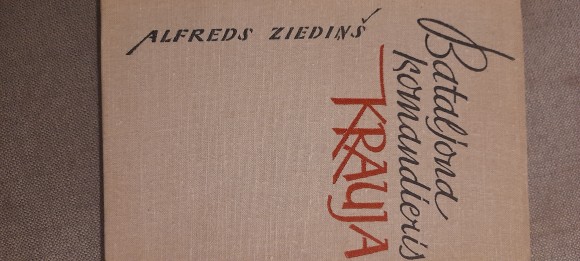 ALFREDS ZIEDIŅŠ
Bataljona
komandieris
KRAUJA